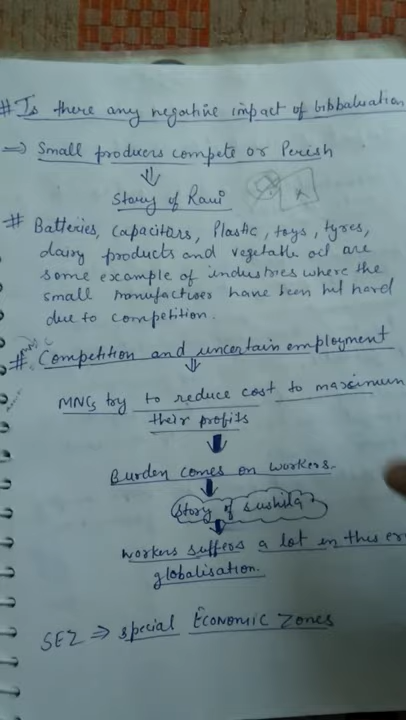 # Is there any negative impact of globalisation
⇒ Small producers compete or Perish
⇓
Story of Ravi
# Batteries, capacitors, Plastic, toys, tyres,
dairy products and vegetable oil are
some example of industries where the
small manufactures have been hit hard
due to competition.
# Competition and uncertain employment
⇓
MNCs try to reduce cost to maximum
their profits
↓
Burden comes on workers.
↓
Story of Sushila
↓
workers suffers a lot in this er
globalisation.
SEZ ⇒ special Economic Zones